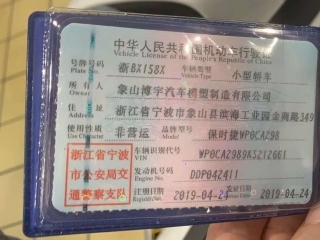 中华人民共和国机动车行驶证
Vehicle License of the People's Republic of China
号牌号码 Plate No. 浙BX158X 车辆类型 Vehicle Type 小型轿车
所有人 Owner 象山博宇汽车模塑制造有限公司
住址 Address 浙江省宁波市象山县滨海工业园金商路349
使用性质 Use 非营运 品牌型号 Model 保时捷WP0CA298
浙江省宁波市公安局交通警察支队
车辆识别代号 VIN WP0CA2989KS212661
发动机号码 Engine No. DDP042411
注册日期 Register Date 2019-04-24 发证日期 Issue Date 2019-04-24